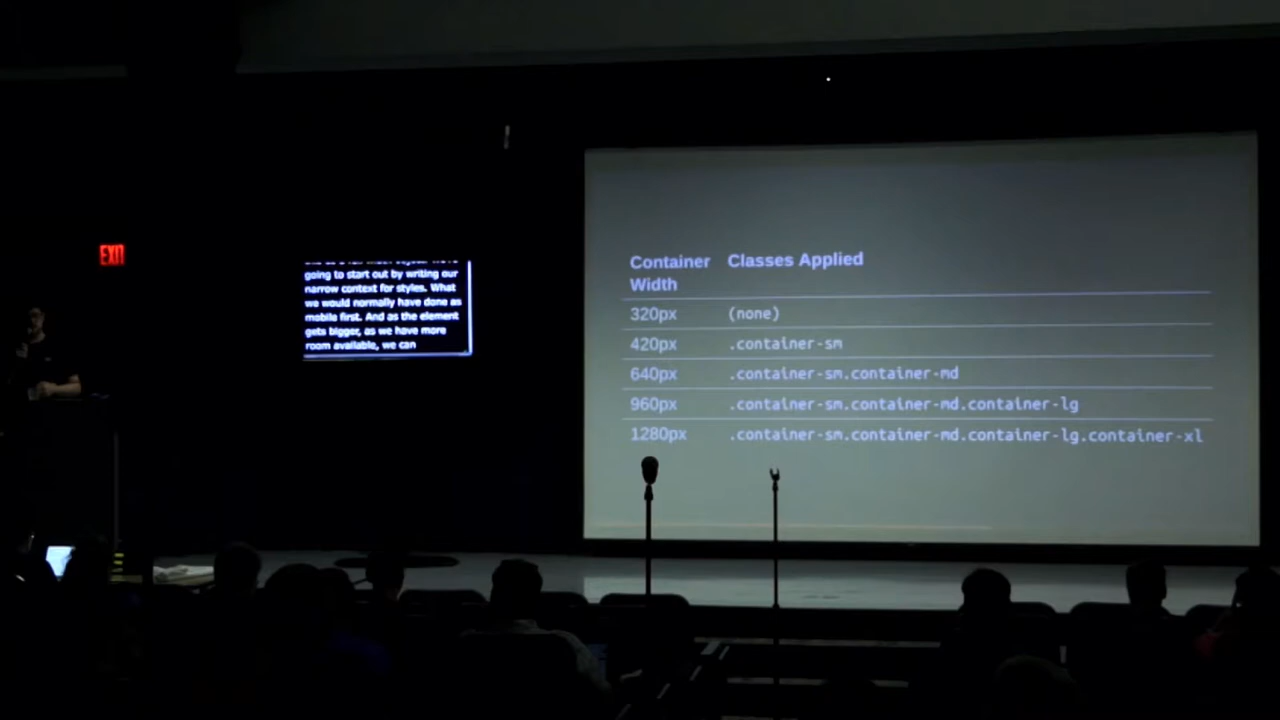 EXIT
going to start out by writing our
narrow context for styles. What
we would normally have done as
mobile first. And as the element
gets bigger, as we have more
room available, we can
Container Width Classes Applied
320px (none)
420px .container-sm
640px .container-sm.container-md
960px .container-sm.container-md.container-lg
1280px .container-sm.container-md.container-lg.container-xl